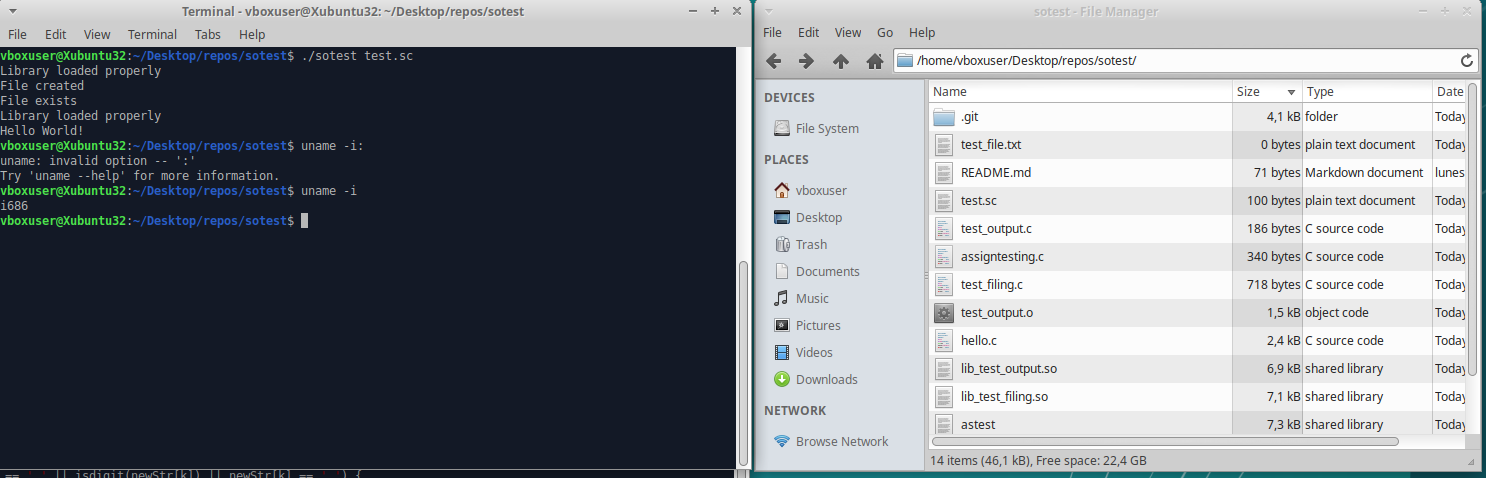 Terminal - vboxuser@Xubuntu32: ~/Desktop/repos/sotest
File Edit View Terminal Tabs Help
vboxuser@Xubuntu32:~/Desktop/repos/sotest$ ./sotest test.sc
Library loaded properly
File created
File exists
Library loaded properly
Hello World!
vboxuser@Xubuntu32:~/Desktop/repos/sotest$ uname -i:
uname: invalid option -- ':'
Try 'uname --help' for more information.
vboxuser@Xubuntu32:~/Desktop/repos/sotest$ uname -i
i686
vboxuser@Xubuntu32:~/Desktop/repos/sotest$
sotest - File Manager
File Edit View Go Help
/home/vboxuser/Desktop/repos/sotest/
DEVICES
File System
PLACES
vboxuser
Desktop
Trash
Documents
Music
Pictures
Videos
Downloads
NETWORK
Browse Network
Name Size Type Date
.git 4,1 kB folder Today
test_file.txt 0 bytes plain text document Today
README.md 71 bytes Markdown document lunes
test.sc 100 bytes plain text document Today
test_output.c 186 bytes C source code Today
assigntesting.c 340 bytes C source code Today
test_filing.c 718 bytes C source code Today
test_output.o 1,5 kB object code Today
hello.c 2,4 kB C source code Today
lib_test_output.so 6,9 kB shared library Today
lib_test_filing.so 7,1 kB shared library Today
astest 7,3 kB shared library Today
14 items (46,1 kB), Free space: 22,4 GB